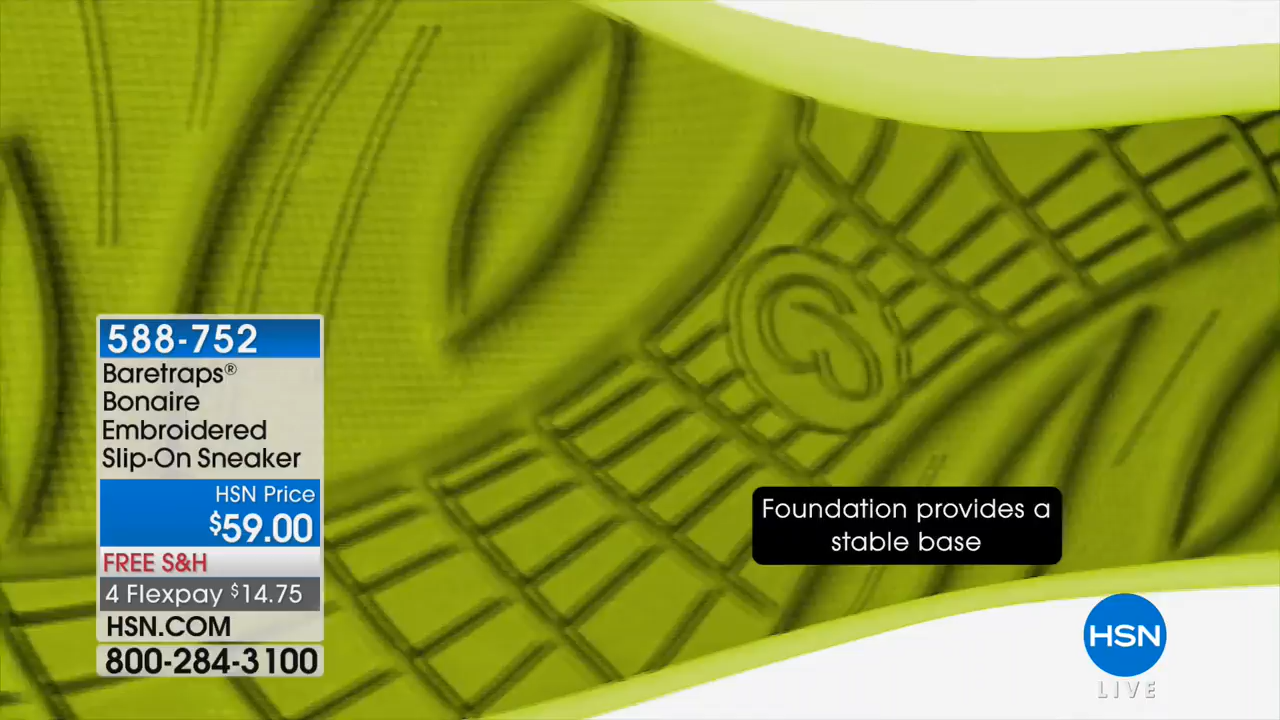 588-752
Baretraps®
Bonaire
Embroidered
Slip-On Sneaker
HSN Price
$59.00
FREE S&H
4 Flexpay $14.75
HSN.COM
800-284-3100
Foundation provides a
stable base
HSN
LIVE